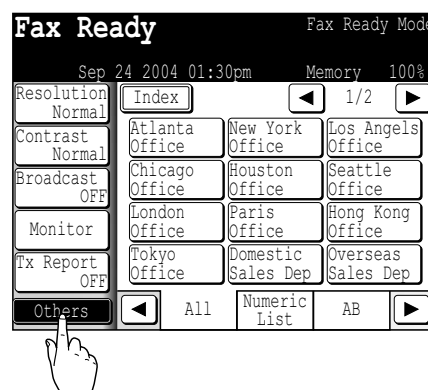 Fax Ready
Fax Ready Mode
Sep 24 2004 01:30pm Memory 100%
Resolution
Normal
Contrast
Normal
Broadcast
OFF
Monitor
Tx Report
OFF
Others
Index
1/2
Atlanta
Office
New York
Office
Los Angels
Office
Chicago
Office
Houston
Office
Seattle
Office
London
Office
Paris
Office
Hong Kong
Office
Tokyo
Office
Domestic
Sales Dep
Overseas
Sales Dep
All
Numeric
List
AB